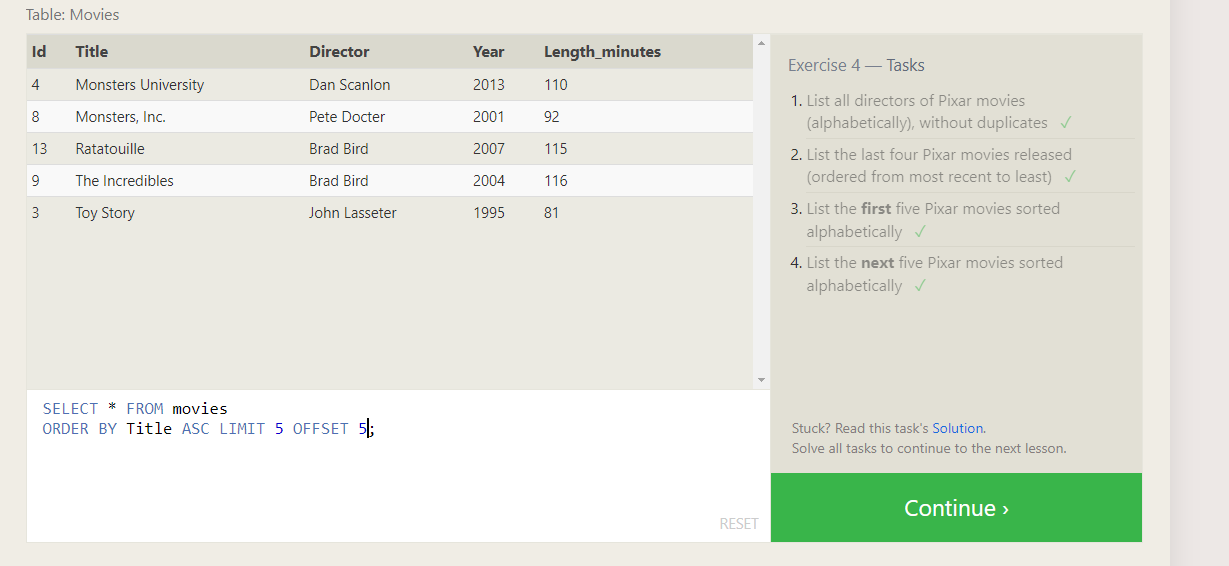 Table: Movies
Id Title Director Year Length_minutes
4 Monsters University Dan Scanlon 2013 110
8 Monsters, Inc. Pete Docter 2001 92
13 Ratatouille Brad Bird 2007 115
9 The Incredibles Brad Bird 2004 116
3 Toy Story John Lasseter 1995 81
SELECT * FROM movies
ORDER BY Title ASC LIMIT 5 OFFSET 5;
RESET
Exercise 4 — Tasks
1. List all directors of Pixar movies
(alphabetically), without duplicates ✓
2. List the last four Pixar movies released
(ordered from most recent to least) ✓
3. List the first five Pixar movies sorted
alphabetically ✓
4. List the next five Pixar movies sorted
alphabetically ✓
Stuck? Read this task's Solution.
Solve all tasks to continue to the next lesson.
Continue ›